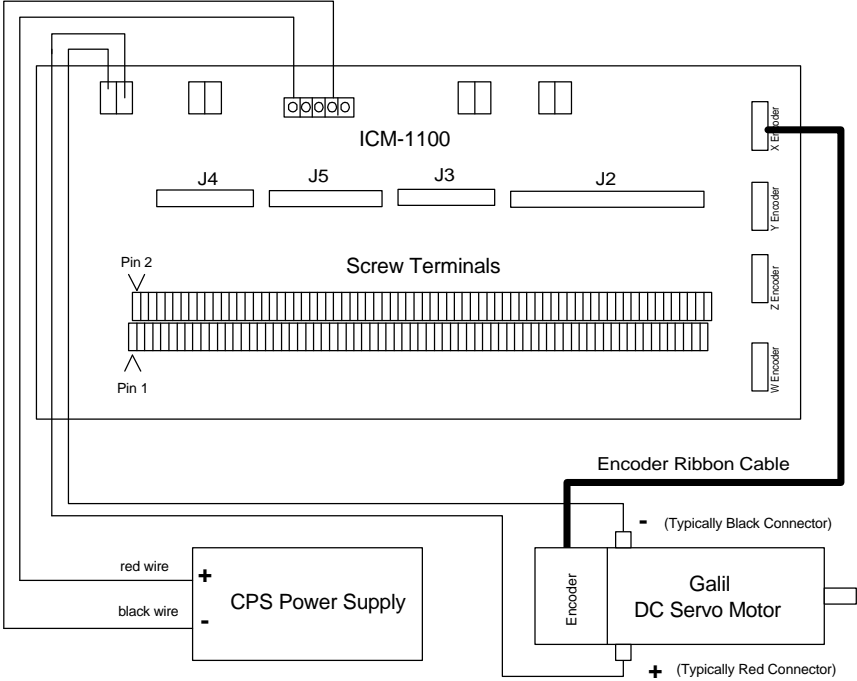 ICM-1100
X Encoder
J4
J5
J3
J2
Y Encoder
Pin 2
Screw Terminals
Z Encoder
Pin 1
W Encoder
Encoder Ribbon Cable
- (Typically Black Connector)
red wire
+
CPS Power Supply
black wire
-
Encoder
Galil
DC Servo Motor
+ (Typically Red Connector)